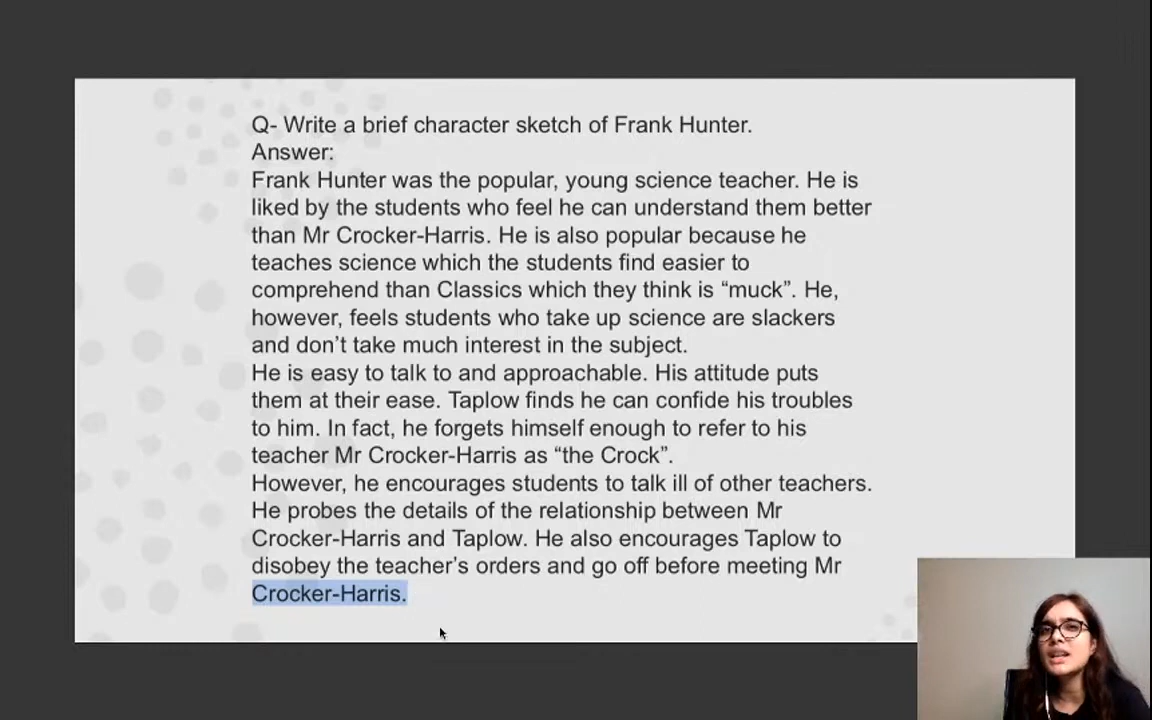 Q- Write a brief character sketch of Frank Hunter.
Answer:
Frank Hunter was the popular, young science teacher. He is
liked by the students who feel he can understand them better
than Mr Crocker-Harris. He is also popular because he
teaches science which the students find easier to
comprehend than Classics which they think is “muck”. He,
however, feels students who take up science are slackers
and don’t take much interest in the subject.
He is easy to talk to and approachable. His attitude puts
them at their ease. Taplow finds he can confide his troubles
to him. In fact, he forgets himself enough to refer to his
teacher Mr Crocker-Harris as “the Crock”.
However, he encourages students to talk ill of other teachers.
He probes the details of the relationship between Mr
Crocker-Harris and Taplow. He also encourages Taplow to
disobey the teacher’s orders and go off before meeting Mr
Crocker-Harris.